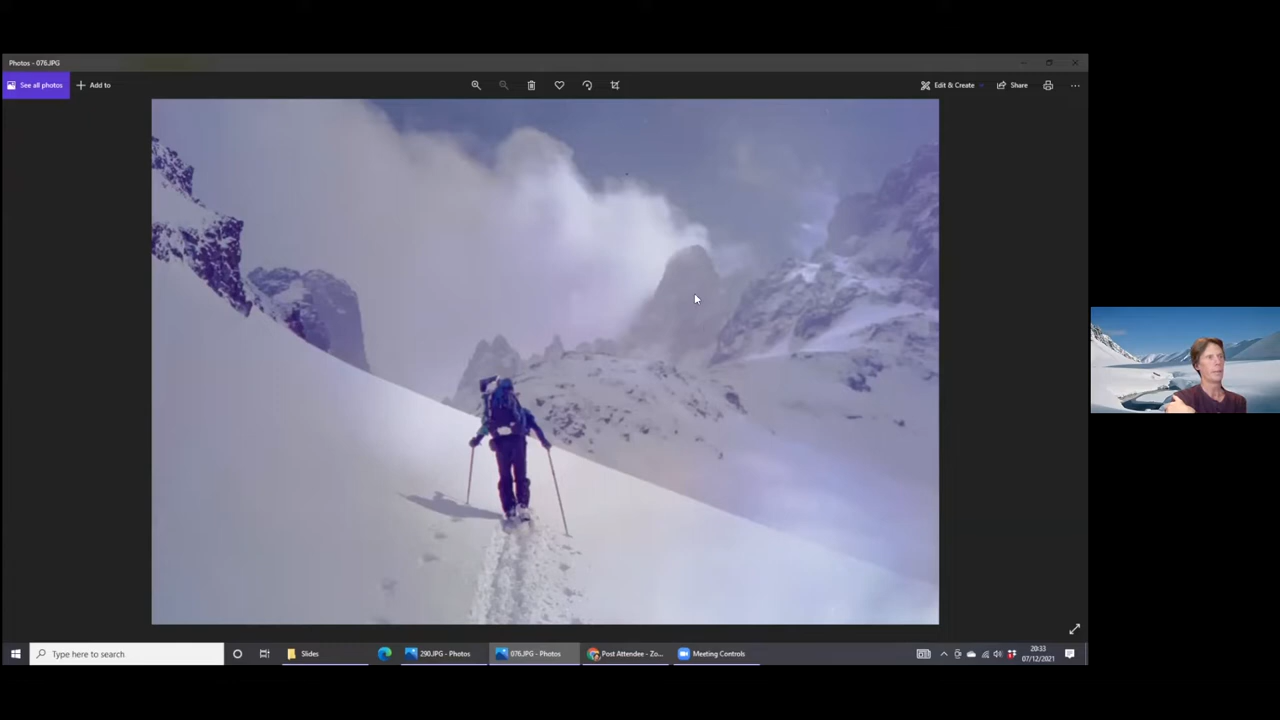 Photos - 076.JPG
See all photos
Add to
Edit & Create
Share
Type here to search
Slides
290.JPG - Photos
076.JPG - Photos
Post Attendee - Zo...
Meeting Controls
20:33
07/12/2021